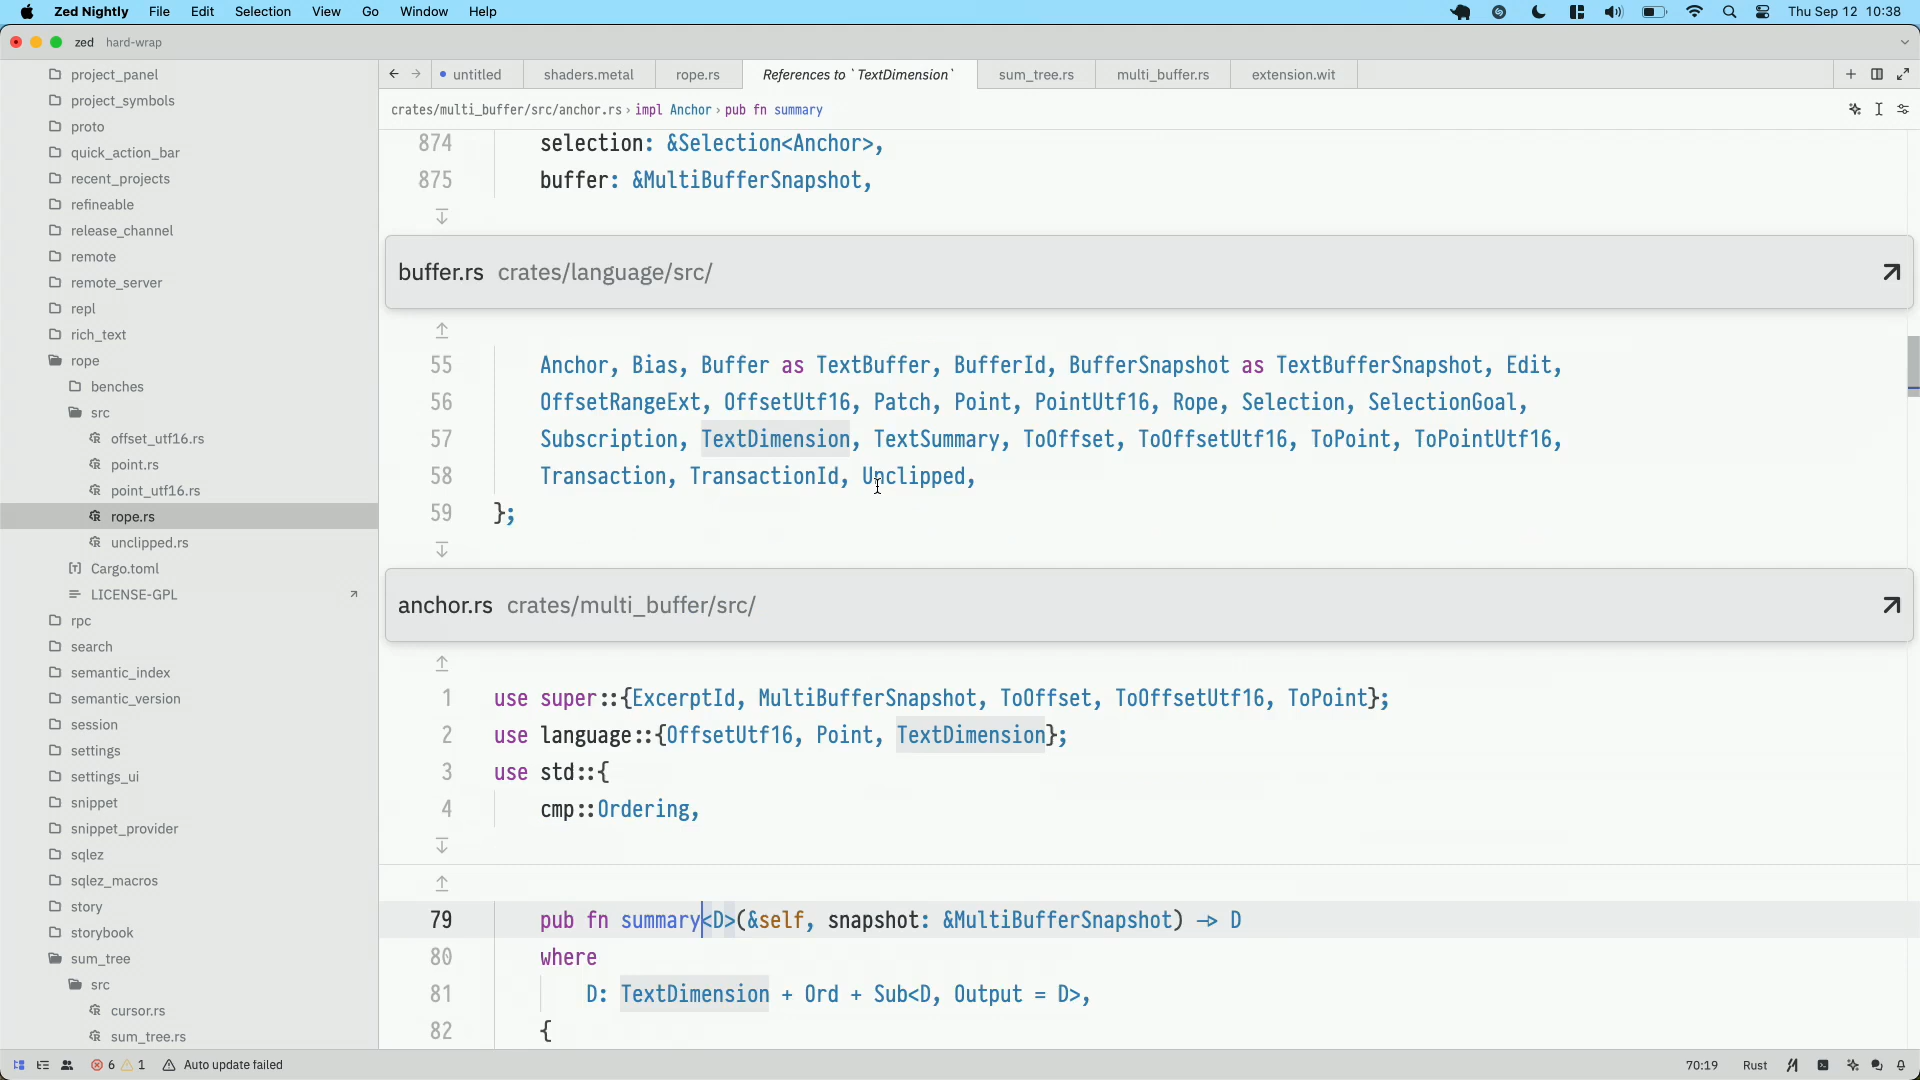 Zed Nightly File Edit Selection View Go Window Help Thu Sep 12 10:38
zed hard-wrap
project_panel
project_symbols
proto
quick_action_bar
recent_projects
refineable
release_channel
remote
remote_server
repl
rich_text
rope
benches
src
offset_utf16.rs
point.rs
point_utf16.rs
rope.rs
unclipped.rs
Cargo.toml
LICENSE-GPL
rpc
search
semantic_index
semantic_version
session
settings
settings_ui
snippet
snippet_provider
sqlez
sqlez_macros
story
storybook
sum_tree
src
cursor.rs
sum_tree.rs
untitled shaders.metal rope.rs References to `TextDimension` sum_tree.rs multi_buffer.rs extension.wit
crates/multi_buffer/src/anchor.rs › impl Anchor › pub fn summary
874 selection: &Selection<Anchor>,
875 buffer: &MultiBufferSnapshot,
buffer.rs crates/language/src/
55 Anchor, Bias, Buffer as TextBuffer, BufferId, BufferSnapshot as TextBufferSnapshot, Edit,
56 OffsetRangeExt, OffsetUtf16, Patch, Point, PointUtf16, Rope, Selection, SelectionGoal,
57 Subscription, TextDimension, TextSummary, ToOffset, ToOffsetUtf16, ToPoint, ToPointUtf16,
58 Transaction, TransactionId, Unclipped,
59 };
anchor.rs crates/multi_buffer/src/
1 use super::{ExcerptId, MultiBufferSnapshot, ToOffset, ToOffsetUtf16, ToPoint};
2 use language::{OffsetUtf16, Point, TextDimension};
3 use std::{
4 cmp::Ordering,
79 pub fn summary<D>(&self, snapshot: &MultiBufferSnapshot) -> D
80 where
81 D: TextDimension + Ord + Sub<D, Output = D>,
82 {
6 1 Auto update failed 70:19 Rust